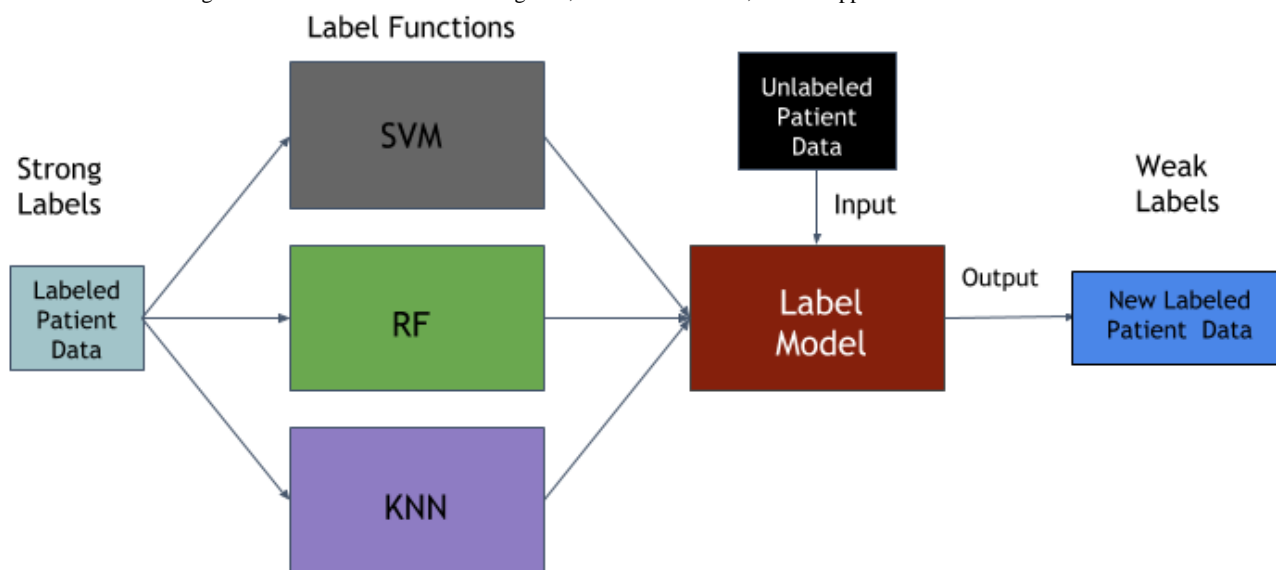 Label Functions
Strong
Labels
Labeled
Patient
Data
SVM
RF
KNN
Unlabeled
Patient
Data
Input
Label
Model
Output
Weak
Labels
New Labeled
Patient Data